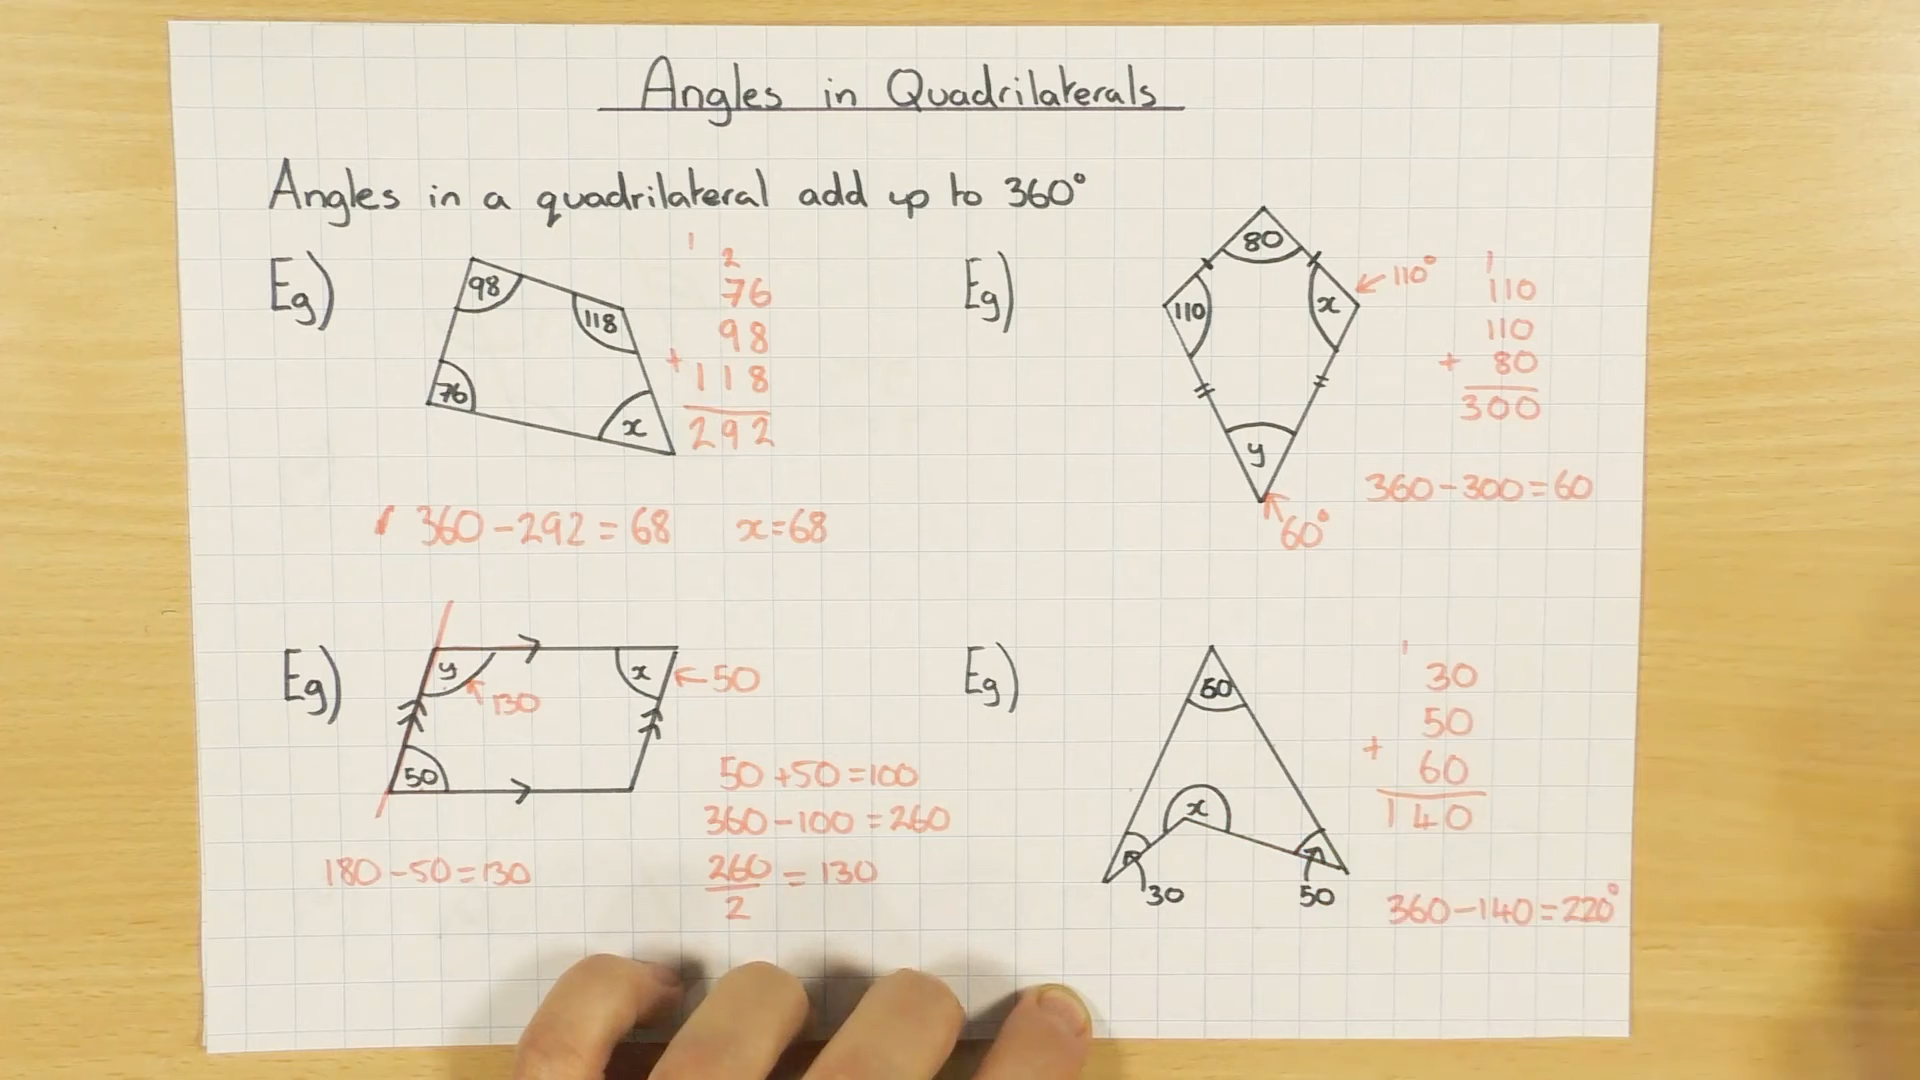 Angles in Quadrilaterals
Angles in a quadrilateral add up to 360°
Eg)
98
118
76
x
1
2
76
98
+ 118
292
360 - 292 = 68
x = 68
Eg)
80
110
x
y
110°
60°
1
110
110
+ 80
300
360 - 300 = 60
Eg)
y
x
50
130
50
50 + 50 = 100
360 - 100 = 260
260
2
= 130
180 - 50 = 130
Eg)
60
x
30
50
1
30
50
+ 60
140
360 - 140 = 220°